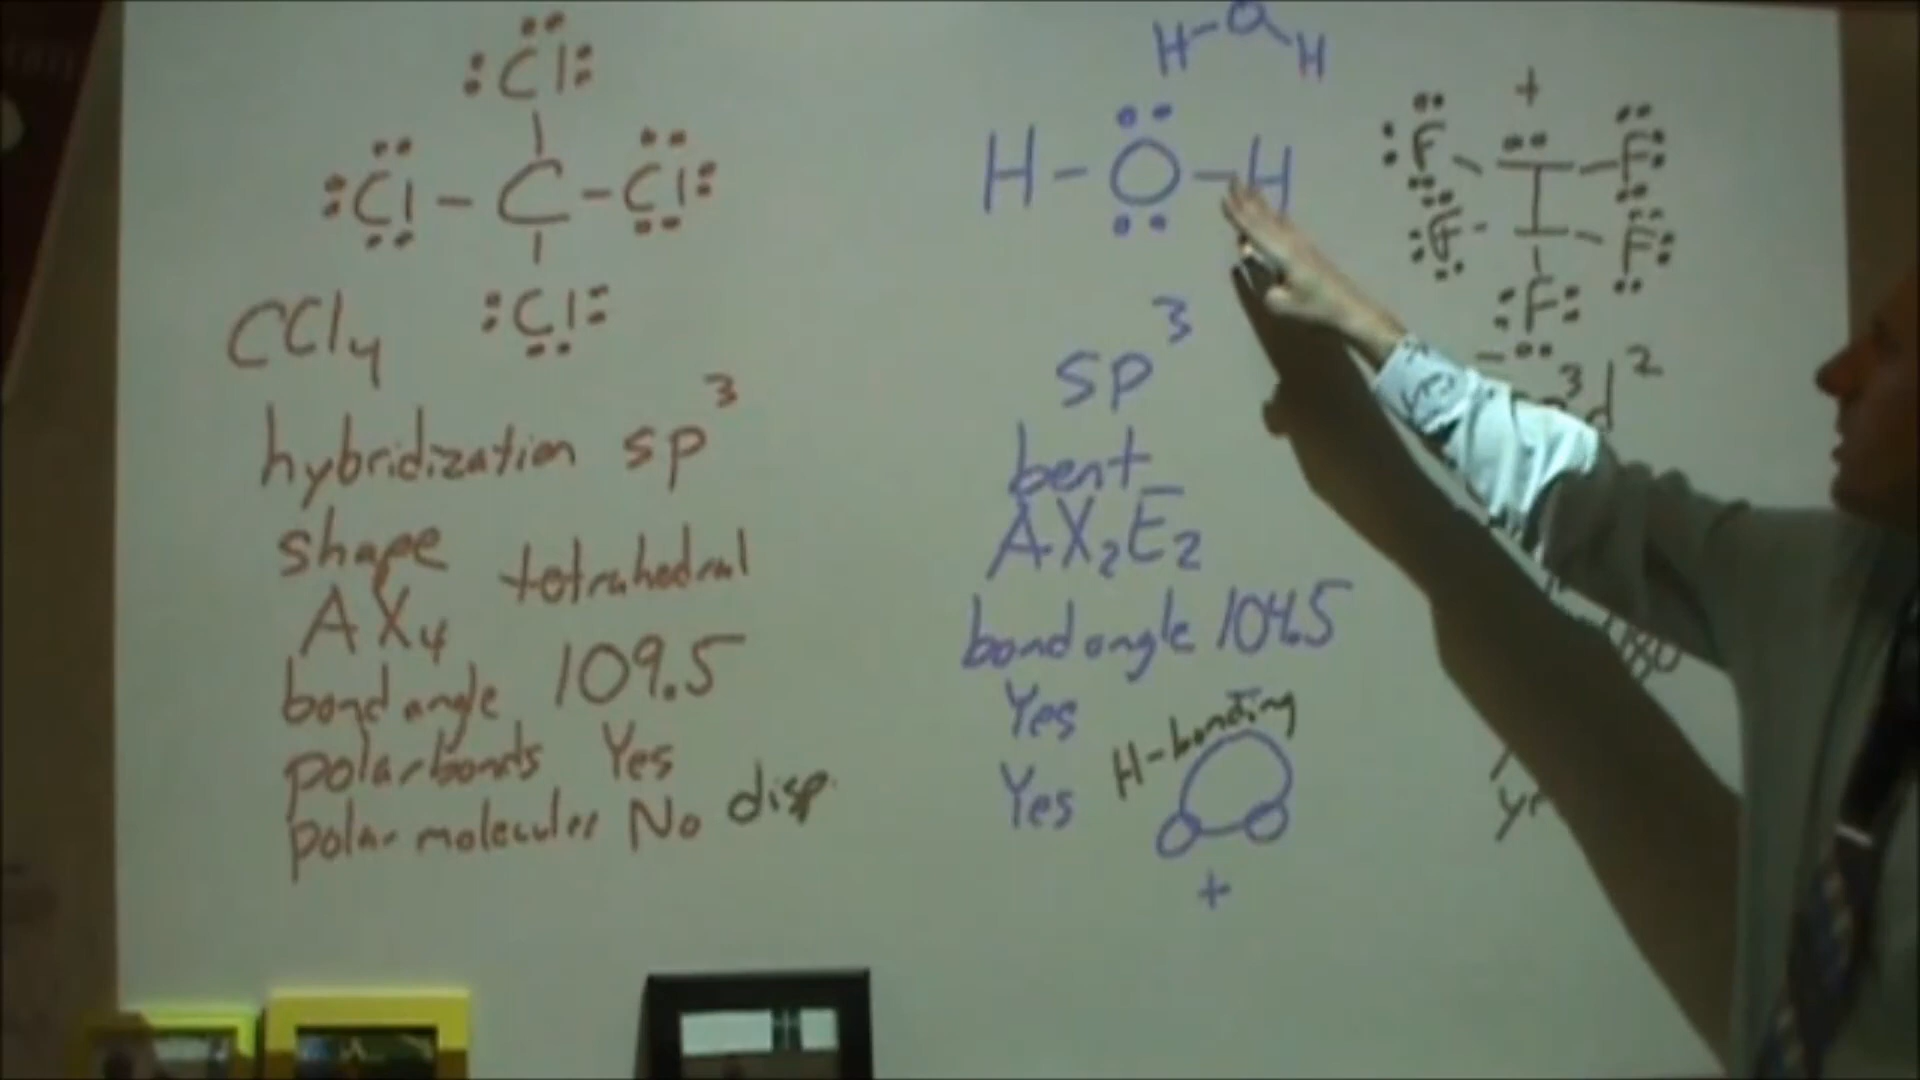 :Cl:
:Cl - C - Cl:
:Cl:
CCl4
hybridization sp3
shape tetrahedral
AX4
bond angle 109.5
polar bonds Yes
polar molecules No disp.
H-O-H
H - O - H
sp3
bent
AX2E2
bond angle 104.5
Yes
H-bonding
Yes
+
+
F I F
F F
F
3d2